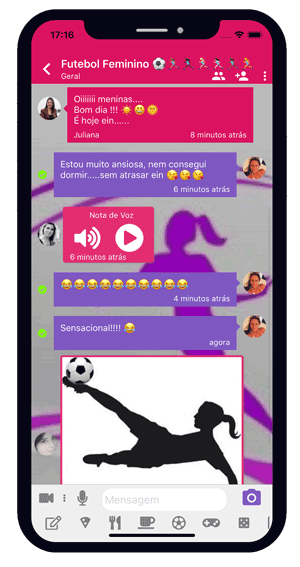 17:16
Futebol Feminino ⚽
Geral
Oiiiiiii meninas....
Bom dia !!! ☀️😃🌞
É hoje ein......
Juliana 8 minutos atrás
Estou muito ansiosa, nem consegui
dormir.....sem atrasar ein 😘😘😘
6 minutos atrás
Nota de Voz
6 minutos atrás
😂😂😂😂😂😂😂😂😂😂
4 minutos atrás
Sensacional!!!! 😂
agora
Mensagem